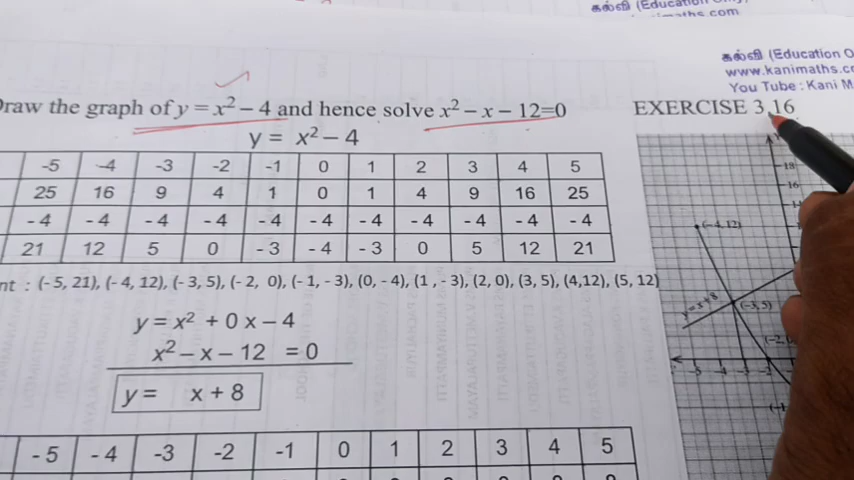 கல்வி (Education
கல்வி (Education O
www.kanimaths.c
You Tube : Kani M
raw the graph of y = x² – 4 and hence solve x² – x – 12=0 EXERCISE 3.16
y = x² – 4
-5 -4 -3 -2 -1 0 1 2 3 4 5
25 16 9 4 1 0 1 4 9 16 25
- 4 - 4 - 4 - 4 - 4 - 4 - 4 - 4 - 4 - 4 - 4
21 12 5 0 - 3 - 4 - 3 0 5 12 21
nt : (- 5, 21), (- 4, 12), (- 3, 5), (- 2, 0), (- 1, - 3), (0, - 4), (1 , - 3), (2, 0), (3, 5), (4,12), (5, 12)
y = x² + 0 x – 4
x² – x – 12 = 0
y = x + 8
- 5 - 4 -3 -2 -1 0 1 2 3 4 5
18
16
(-4, 12)
y = x + 8
(-3, 5)
(-2,
-5 -4 -3 -2